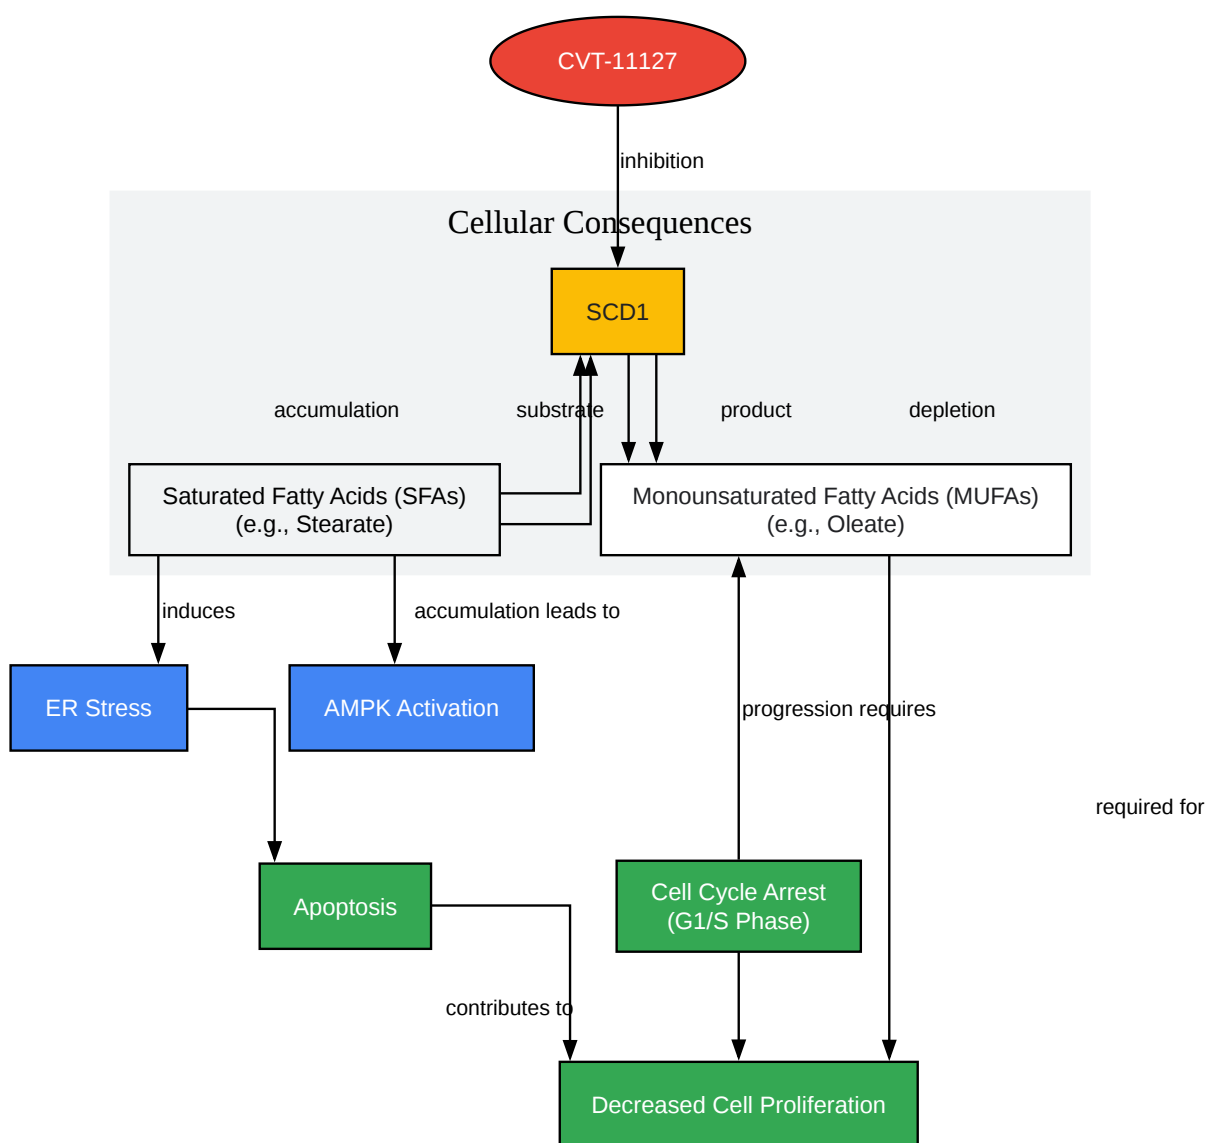 CVT-11127
inhibition
Cellular Consequences
SCD1
accumulation
substrate
product
depletion
Saturated Fatty Acids (SFAs)
(e.g., Stearate)
Monounsaturated Fatty Acids (MUFAs)
(e.g., Oleate)
induces
accumulation leads to
ER Stress
AMPK Activation
progression requires
required for
Apoptosis
Cell Cycle Arrest
(G1/S Phase)
contributes to
Decreased Cell Proliferation